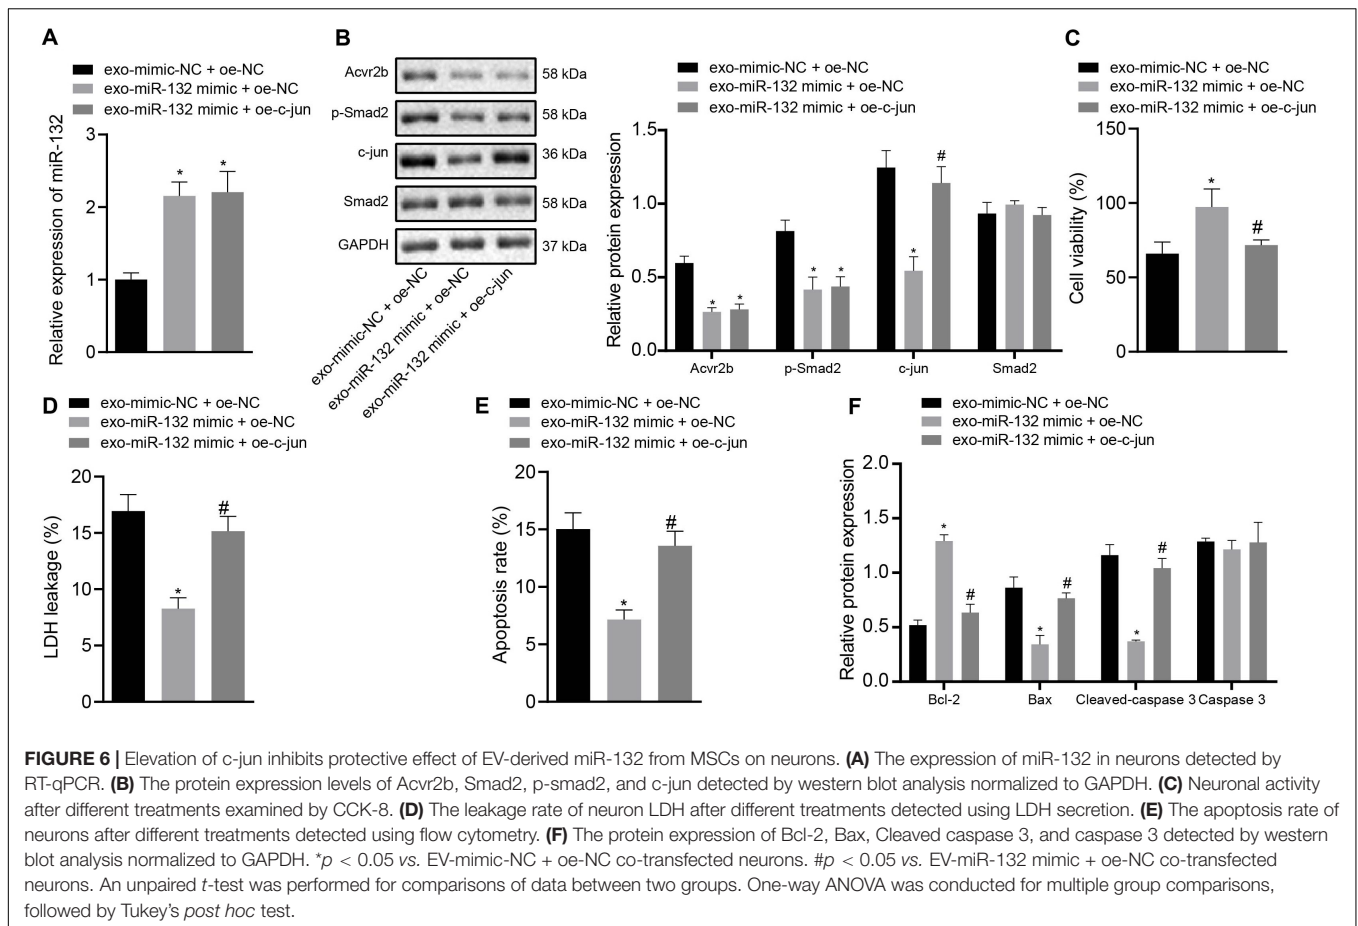 A
exo-mimic-NC + oe-NC
exo-miR-132 mimic + oe-NC
exo-miR-132 mimic + oe-c-jun
Relative expression of miR-132
3
2
1
0
*
*
B
Acvr2b
58 kDa
p-Smad2
58 kDa
c-jun
36 kDa
Smad2
58 kDa
GAPDH
37 kDa
exo-mimic-NC + oe-NC
exo-miR-132 mimic + oe-NC
exo-miR-132 mimic + oe-c-jun
exo-mimic-NC + oe-NC
exo-miR-132 mimic + oe-NC
exo-miR-132 mimic + oe-c-jun
Relative protein expression
1.5
1.0
0.5
0.0
*
*
*
*
*
#
Acvr2b
p-Smad2
c-jun
Smad2
C
exo-mimic-NC + oe-NC
exo-miR-132 mimic + oe-NC
exo-miR-132 mimic + oe-c-jun
Cell viability (%)
150
100
50
0
*
#
D
exo-mimic-NC + oe-NC
exo-miR-132 mimic + oe-NC
exo-miR-132 mimic + oe-c-jun
LDH leakage (%)
20
15
10
5
0
*
#
E
exo-mimic-NC + oe-NC
exo-miR-132 mimic + oe-NC
exo-miR-132 mimic + oe-c-jun
Apoptosis rate (%)
20
15
10
5
0
*
#
F
exo-mimic-NC + oe-NC
exo-miR-132 mimic + oe-NC
exo-miR-132 mimic + oe-c-jun
Relative protein expression
2.0
1.5
1.0
0.5
0.0
*
#
*
#
*
#
Bcl-2
Bax
Cleaved-caspase 3
Caspase 3
FIGURE 6 | Elevation of c-jun inhibits protective effect of EV-derived miR-132 from MSCs on neurons. (A) The expression of miR-132 in neurons detected by
RT-qPCR. (B) The protein expression levels of Acvr2b, Smad2, p-smad2, and c-jun detected by western blot analysis normalized to GAPDH. (C) Neuronal activity
after different treatments examined by CCK-8. (D) The leakage rate of neuron LDH after different treatments detected using LDH secretion. (E) The apoptosis rate of
neurons after different treatments detected using flow cytometry. (F) The protein expression of Bcl-2, Bax, Cleaved caspase 3, and caspase 3 detected by western
blot analysis normalized to GAPDH. *p < 0.05 vs. EV-mimic-NC + oe-NC co-transfected neurons. #p < 0.05 vs. EV-miR-132 mimic + oe-NC co-transfected
neurons. An unpaired t-test was performed for comparisons of data between two groups. One-way ANOVA was conducted for multiple group comparisons,
followed by Tukey's post hoc test.